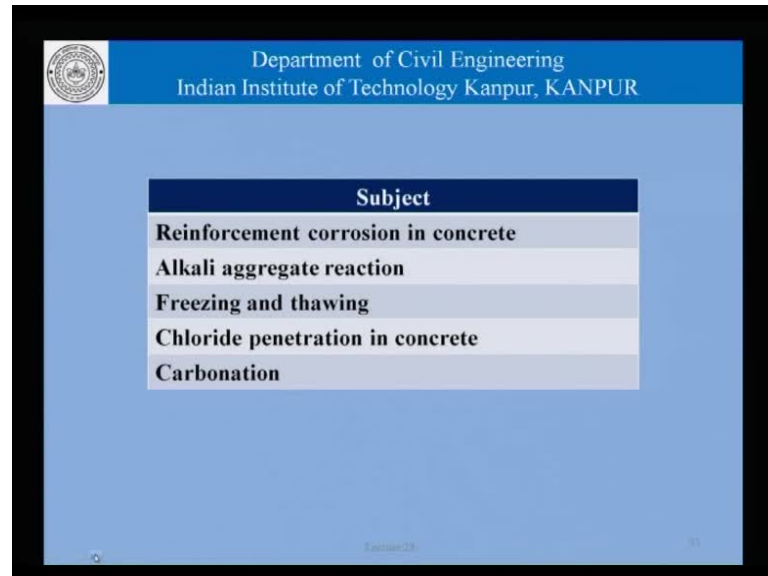 Department of Civil Engineering
Indian Institute of Technology Kanpur, KANPUR
Subject
Reinforcement corrosion in concrete
Alkali aggregate reaction
Freezing and thawing
Chloride penetration in concrete
Carbonation